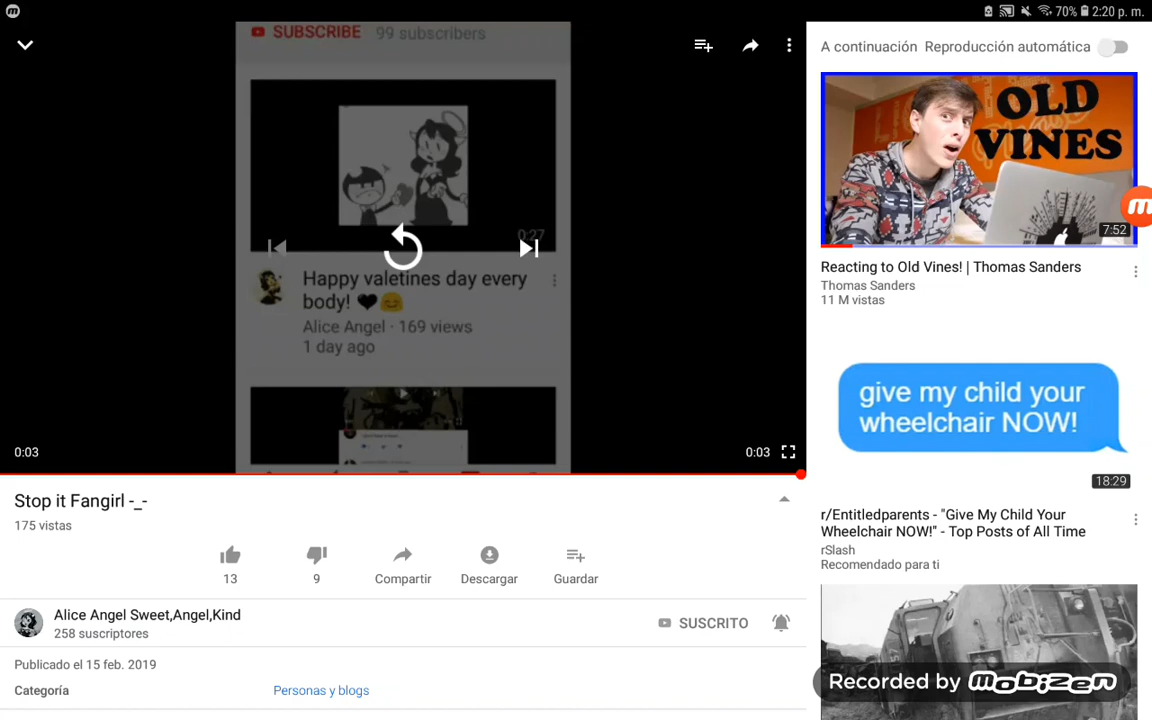 70% 2:20 p. m.
SUBSCRIBE 99 subscribers
0:27
Happy valetines day every
body! 🖤🤗
Alice Angel · 169 views
1 day ago
0:03
0:03
Stop it Fangirl -_-
175 vistas
13
9
Compartir
Descargar
Guardar
Alice Angel Sweet,Angel,Kind
258 suscriptores
SUSCRITO
Publicado el 15 feb. 2019
Categoría
Personas y blogs
A continuación
Reproducción automática
OLD
VINES
7:52
Reacting to Old Vines! | Thomas Sanders
Thomas Sanders
11 M vistas
give my child your
wheelchair NOW!
18:29
r/Entitledparents - "Give My Child Your
Wheelchair NOW!" - Top Posts of All Time
rSlash
Recomendado para ti
Recorded by mobizen